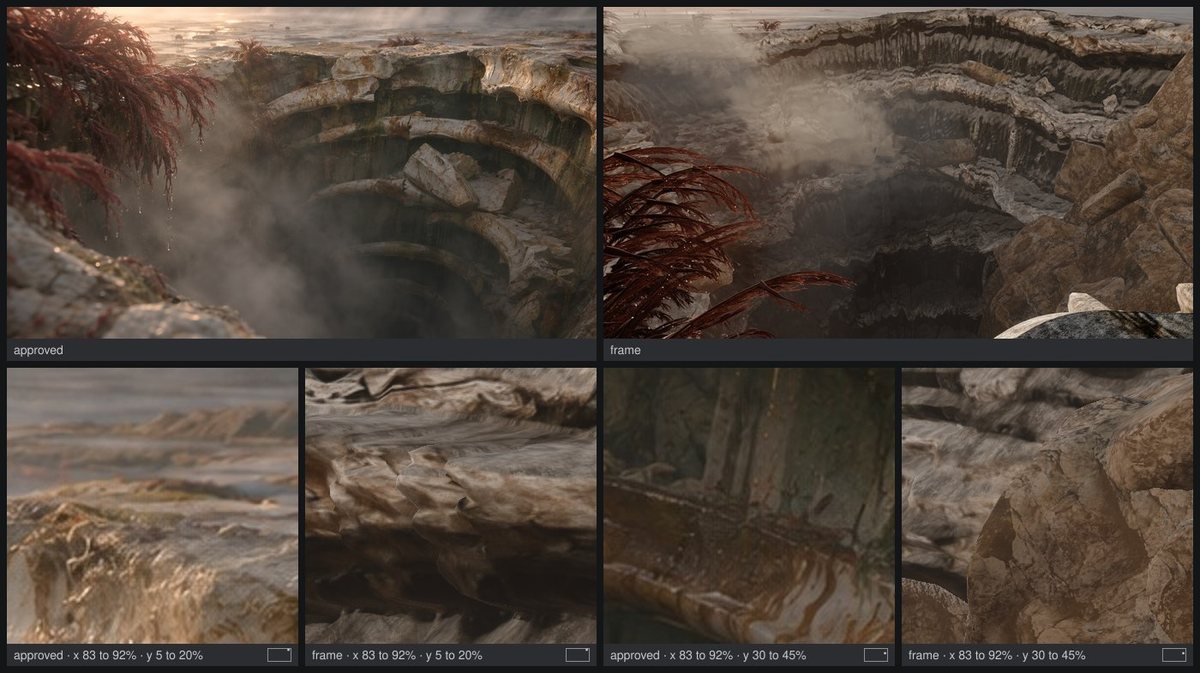 approved
frame
approved · x 83 to 92% · y 5 to 20%
frame · x 83 to 92% · y 5 to 20%
approved · x 83 to 92% · y 30 to 45%
frame · x 83 to 92% · y 30 to 45%